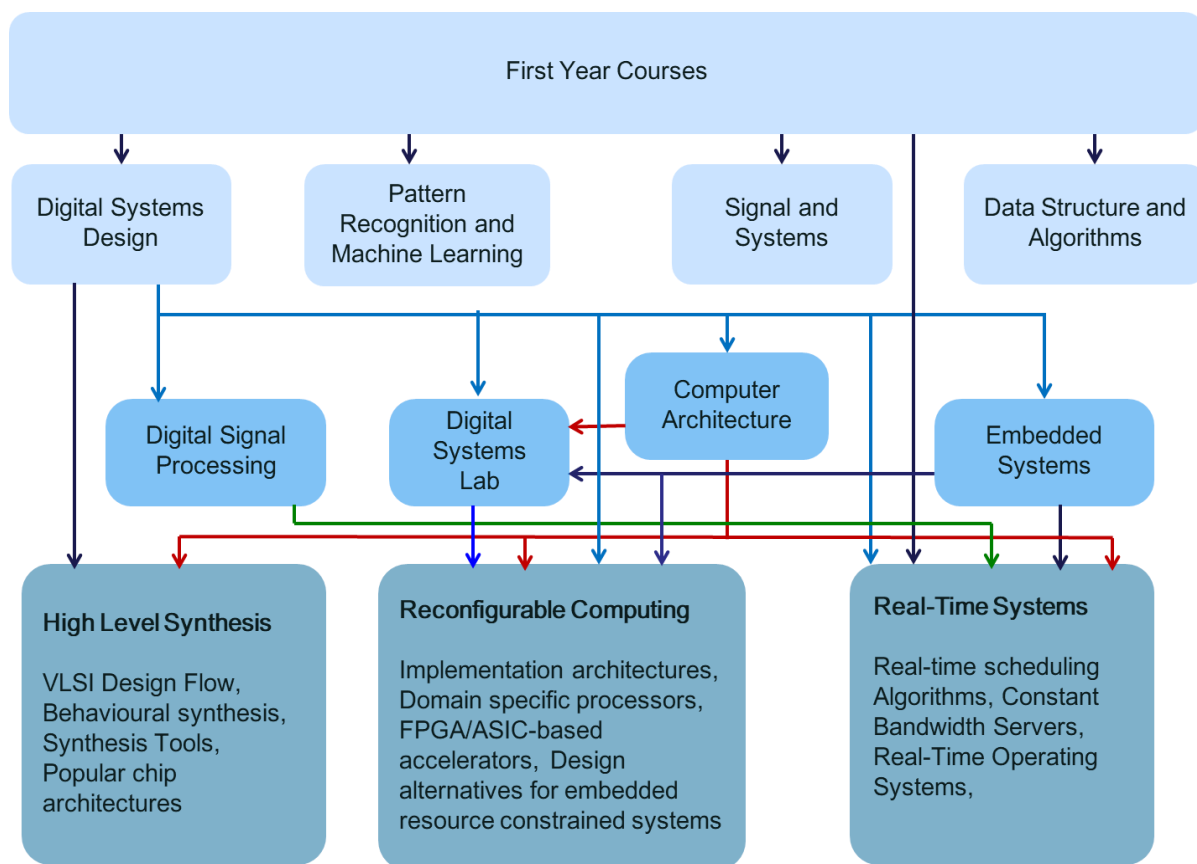 First Year Courses
Digital Systems
Design
Pattern
Recognition and
Machine Learning
Signal and
Systems
Data Structure and
Algorithms
Digital Signal
Processing
Digital
Systems
Lab
Computer
Architecture
Embedded
Systems
High Level Synthesis
VLSI Design Flow,
Behavioural synthesis,
Synthesis Tools,
Popular chip
architectures
Reconfigurable Computing
Implementation architectures,
Domain specific processors,
FPGA/ASIC-based
accelerators, Design
alternatives for embedded
resource constrained systems
Real-Time Systems
Real-time scheduling
Algorithms, Constant
Bandwidth Servers,
Real-Time Operating
Systems,